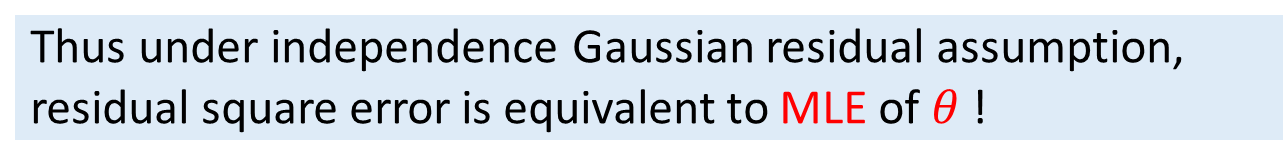 Thus under independence Gaussian residual assumption,
residual square error is equivalent to MLE of θ !